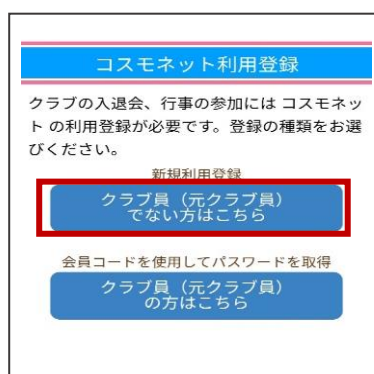 コスモネット利用登録
クラブの入退会、行事の参加には コスモネッ
ト の利用登録が必要です。登録の種類をお選
びください。
新規利用登録
クラブ員（元クラブ員）
でない方はこちら
会員コードを使用してパスワードを取得
クラブ員（元クラブ員）
の方はこちら